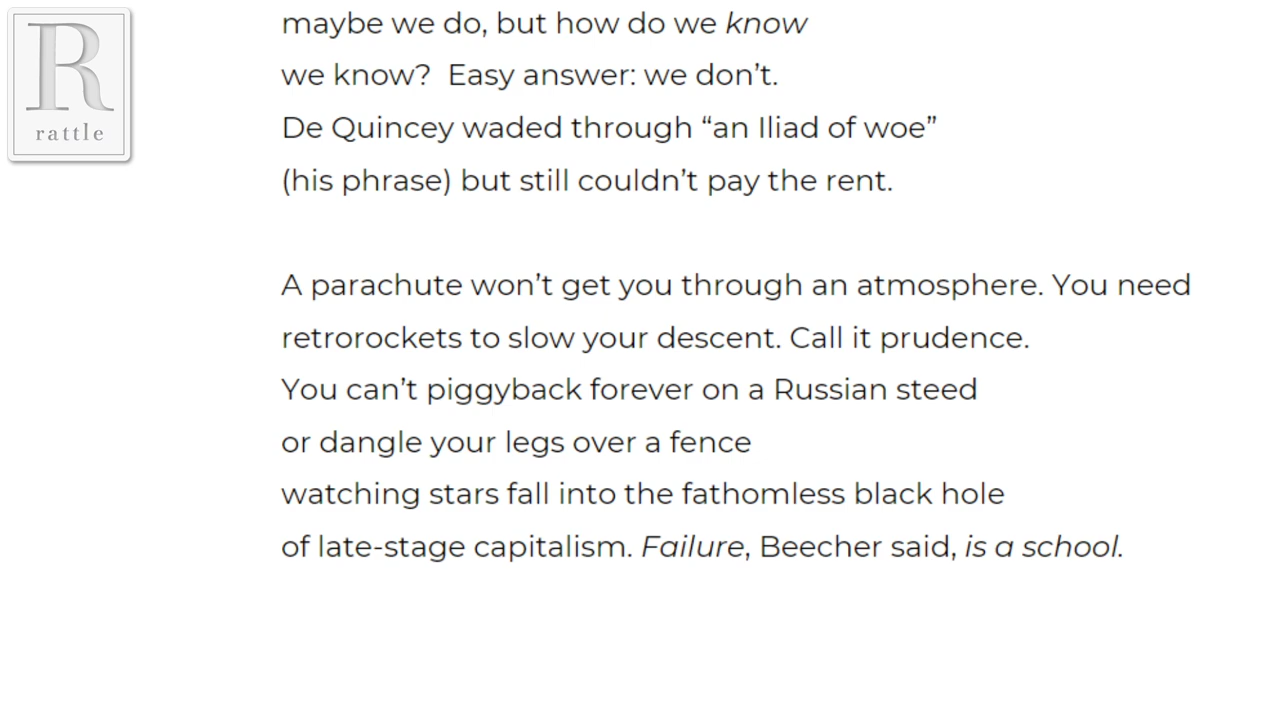 R
rattle
maybe we do, but how do we know
we know?  Easy answer: we don’t.
De Quincey waded through “an Iliad of woe”
(his phrase) but still couldn’t pay the rent.
A parachute won’t get you through an atmosphere. You need
retrorockets to slow your descent. Call it prudence.
You can’t piggyback forever on a Russian steed
or dangle your legs over a fence
watching stars fall into the fathomless black hole
of late-stage capitalism. Failure, Beecher said, is a school.